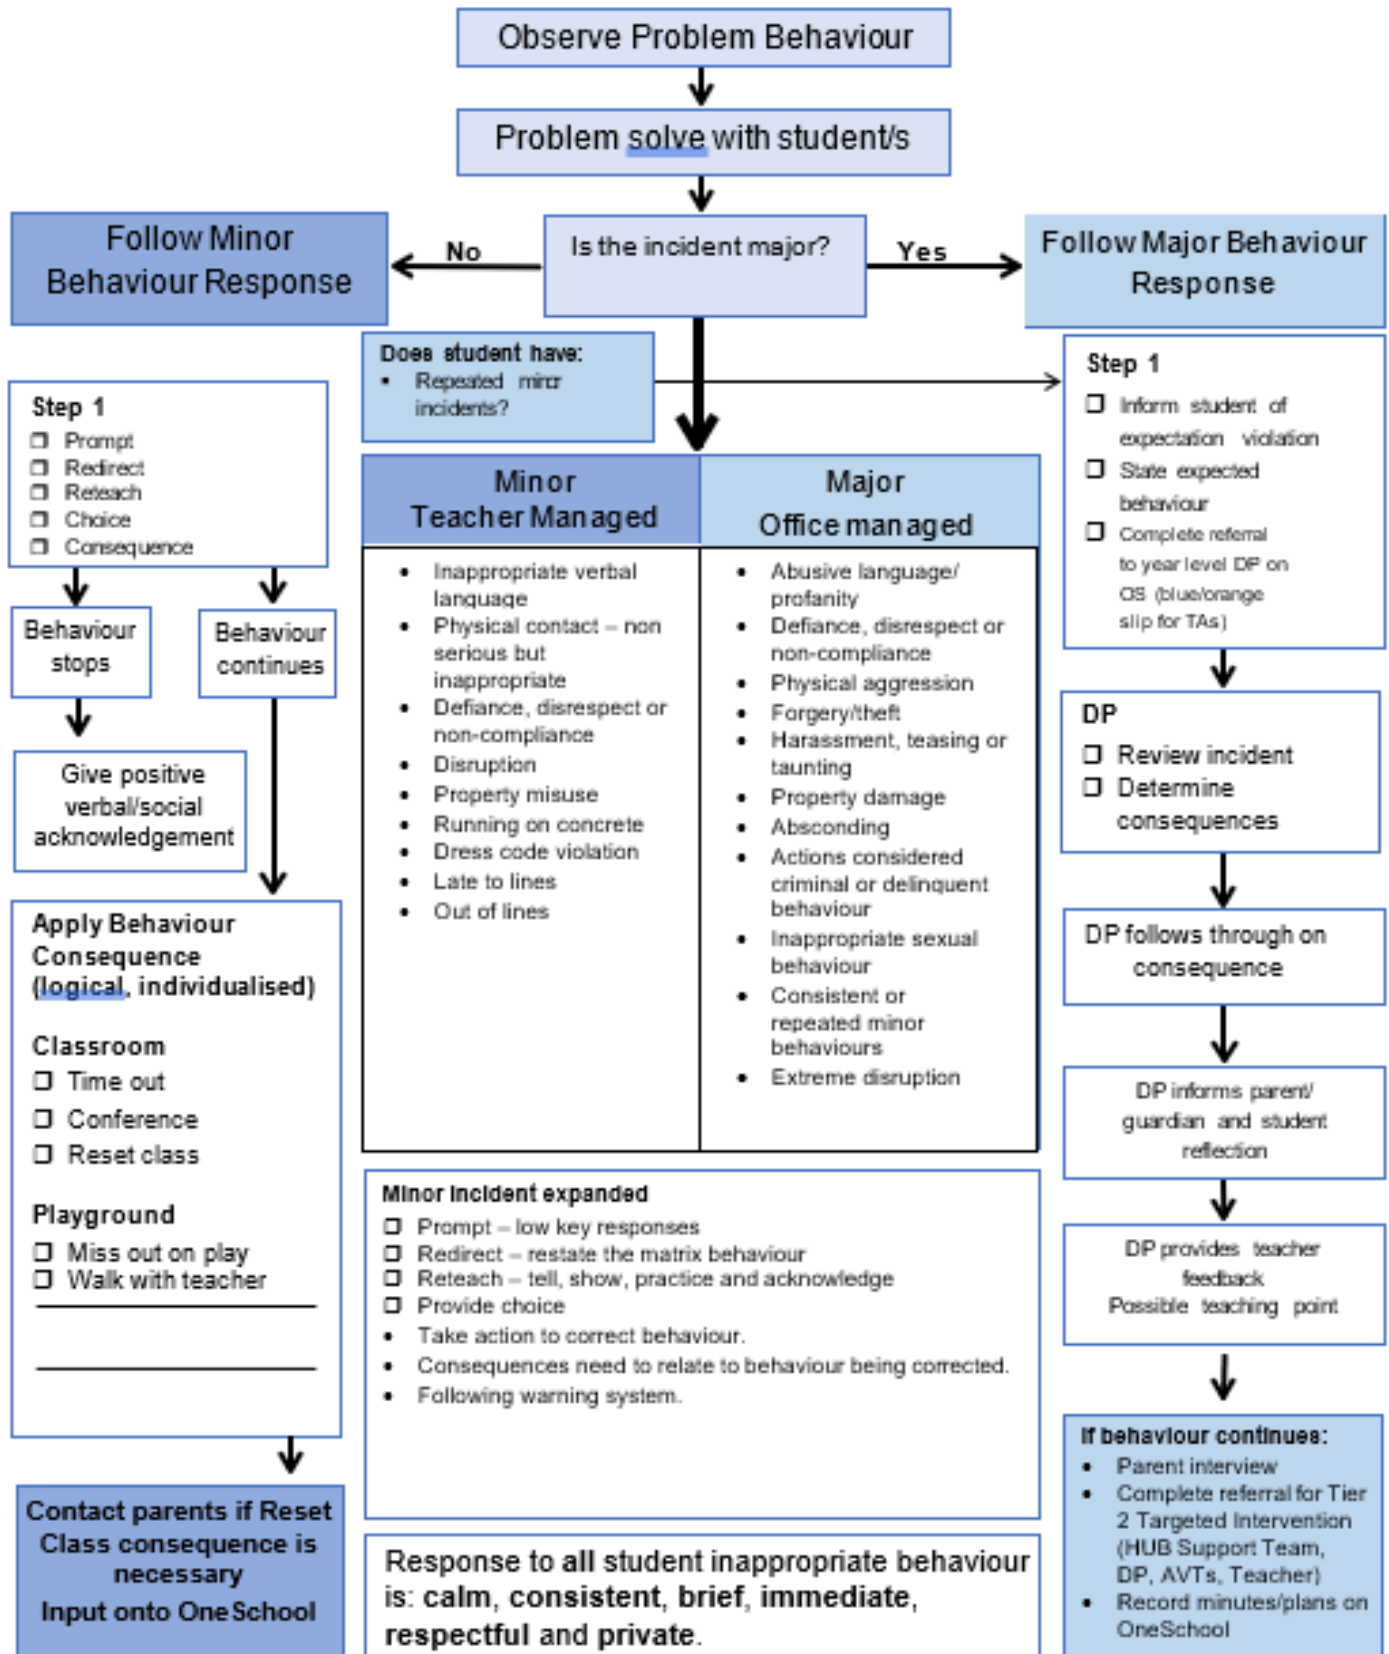 Observe Problem Behaviour
Problem solve with student/s
Is the incident major?
No
Yes
Follow Minor
Behaviour Response
Follow Major Behaviour
Response
Does student have:
▪ Repeated minor
incidents?
Step 1
❒ Prompt
❒ Redirect
❒ Reteach
❒ Choice
❒ Consequence
Behaviour
stops
Behaviour
continues
Give positive
verbal/social
acknowledgement
Apply Behaviour
Consequence
(logical, individualised)
Classroom
❒ Time out
❒ Conference
❒ Reset class
Playground
❒ Miss out on play
❒ Walk with teacher
Contact parents if Reset
Class consequence is
necessary
Input onto OneSchool
Minor
Teacher Managed
• Inappropriate verbal
language
• Physical contact – non
serious but
inappropriate
• Defiance, disrespect or
non-compliance
• Disruption
• Property misuse
• Running on concrete
• Dress code violation
• Late to lines
• Out of lines
Major
Office managed
• Abusive language/
profanity
• Defiance, disrespect or
non-compliance
• Physical aggression
• Forgery/theft
• Harassment, teasing or
taunting
• Property damage
• Absconding
• Actions considered
criminal or delinquent
behaviour
• Inappropriate sexual
behaviour
• Consistent or
repeated minor
behaviours
• Extreme disruption
Minor incident expanded
❒ Prompt – low key responses
❒ Redirect – restate the matrix behaviour
❒ Reteach – tell, show, practice and acknowledge
❒ Provide choice
• Take action to correct behaviour.
• Consequences need to relate to behaviour being corrected.
• Following warning system.
Response to all student inappropriate behaviour
is: calm, consistent, brief, immediate,
respectful and private.
Step 1
❒ Inform student of
expectation violation
❒ State expected
behaviour
❒ Complete referral
to year level DP on
OS (blue/orange
slip for TAs)
DP
❒ Review incident
❒ Determine
consequences
DP follows through on
consequence
DP informs parent/
guardian and student
reflection
DP provides teacher
feedback
Possible teaching point
If behaviour continues:
• Parent interview
• Complete referral for Tier
2 Targeted Intervention
(HUB Support Team,
DP, AVTs, Teacher)
• Record minutes/plans on
OneSchool